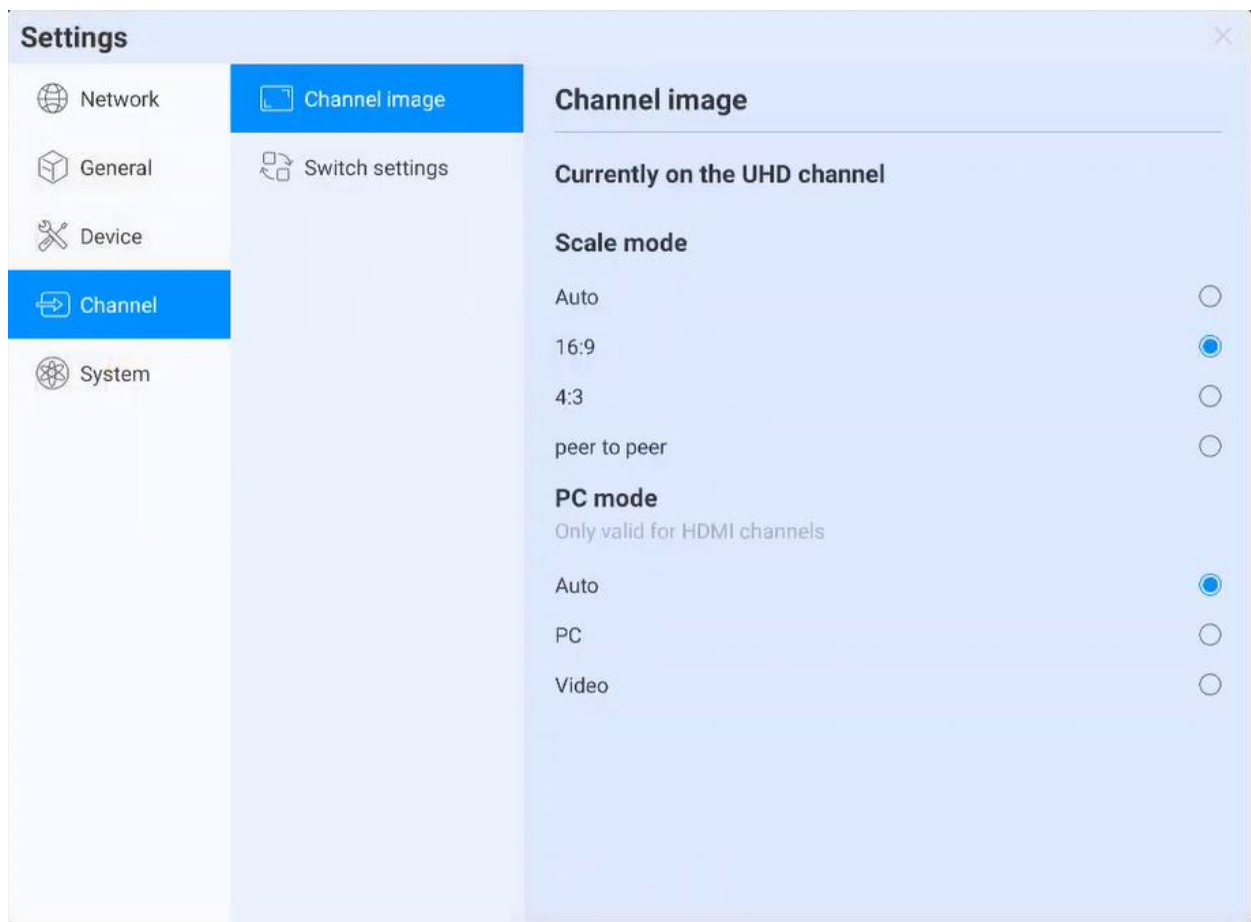 Settings
Network
General
Device
Channel
System
Channel image
Switch settings
Channel image
Currently on the UHD channel
Scale mode
Auto
16:9
4:3
peer to peer
PC mode
Only valid for HDMI channels
Auto
PC
Video